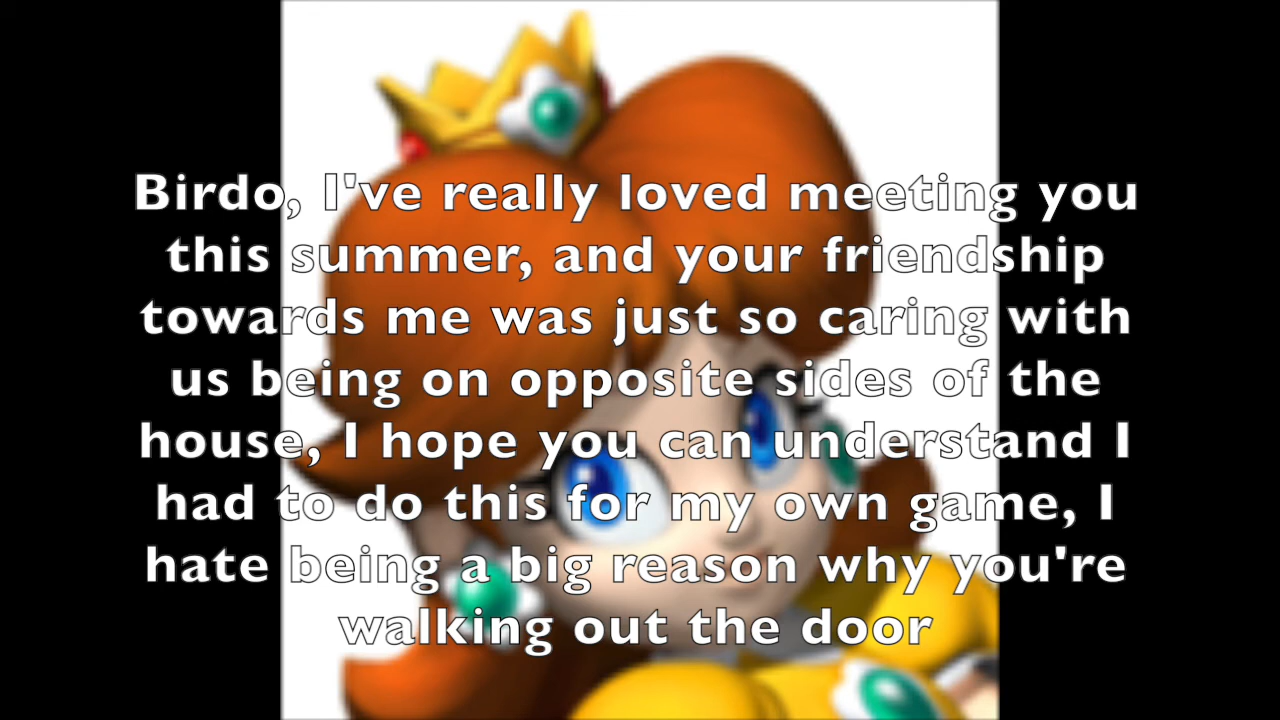 Birdo, I've really loved meeting you
this summer, and your friendship
towards me was just so caring with
us being on opposite sides of the
house, I hope you can understand I
had to do this for my own game, I
hate being a big reason why you're
walking out the door